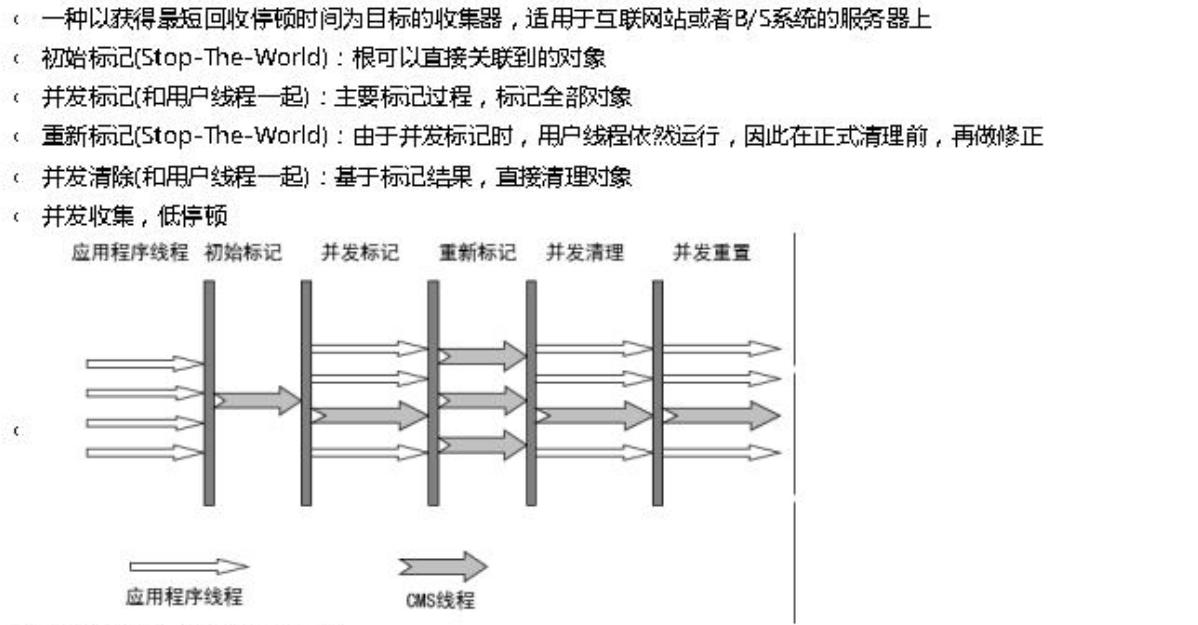 一种以获得最短回收停顿时间为目标的收集器，适用于互联网站或者B/S系统的服务器上
初始标记(Stop-The-World)：根可以直接关联到的对象
并发标记(和用户线程一起)：主要标记过程，标记全部对象
重新标记(Stop-The-World)：由于并发标记时，用户线程依然运行，因此在正式清理前，再做修正
并发清除(和用户线程一起)：基于标记结果，直接清理对象
并发收集，低停顿
应用程序线程 初始标记 并发标记 重新标记 并发清理 并发重置
应用程序线程 CMS线程